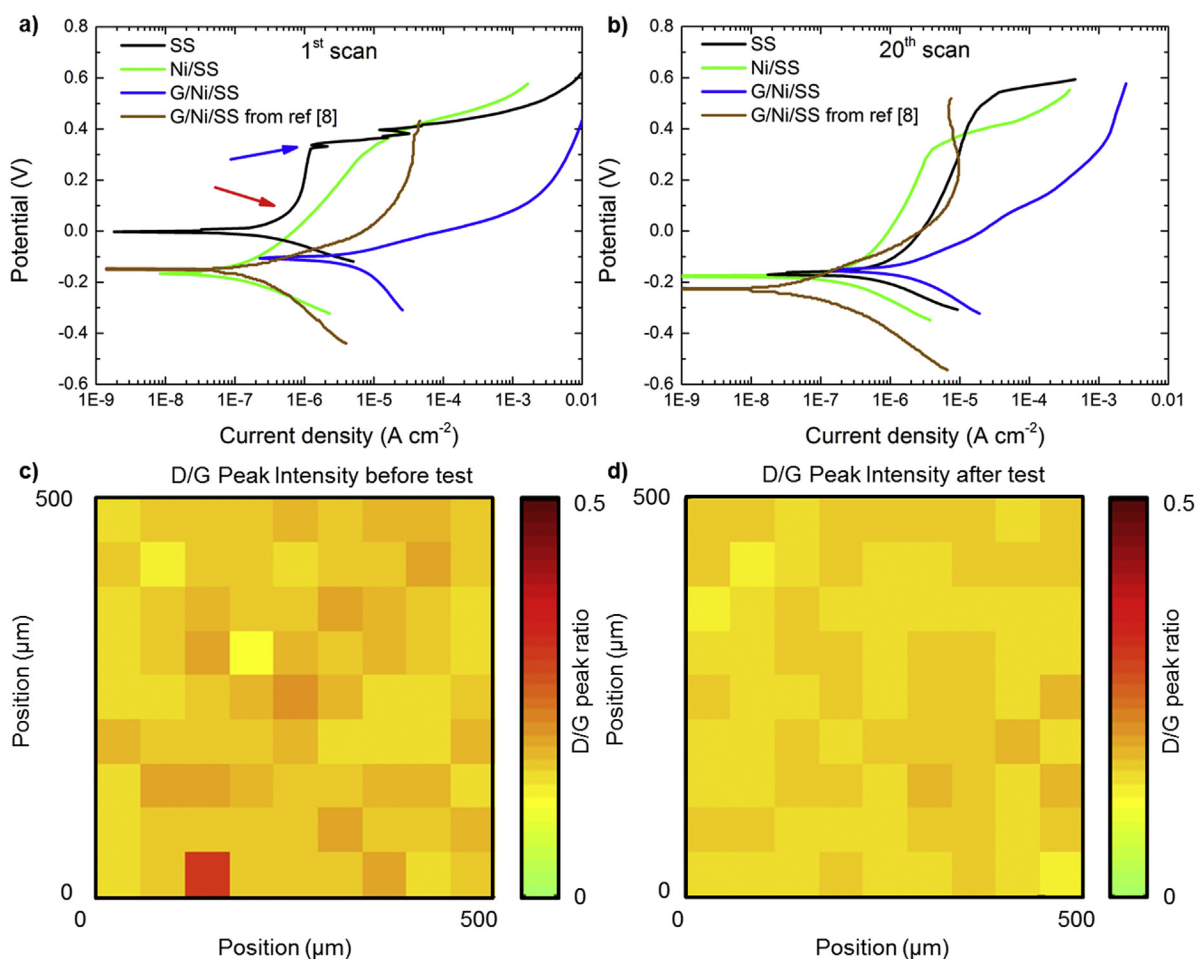 a)
1st scan
SS
Ni/SS
G/Ni/SS
G/Ni/SS from ref [8]
0.8
0.6
0.4
0.2
0.0
-0.2
-0.4
-0.6
Potential (V)
1E-9 1E-8 1E-7 1E-6 1E-5 1E-4 1E-3 0.01
Current density (A cm-2)
b)
20th scan
SS
Ni/SS
G/Ni/SS
G/Ni/SS from ref [8]
0.8
0.6
0.4
0.2
0.0
-0.2
-0.4
-0.6
Potential (V)
1E-9 1E-8 1E-7 1E-6 1E-5 1E-4 1E-3 0.01
Current density (A cm-2)
c)
D/G Peak Intensity before test
500
Position (µm)
0
0 500
Position (µm)
0.5
D/G peak ratio
0
d)
D/G Peak Intensity after test
500
Position (µm)
0
0 500
Position (µm)
0.5
D/G peak ratio
0